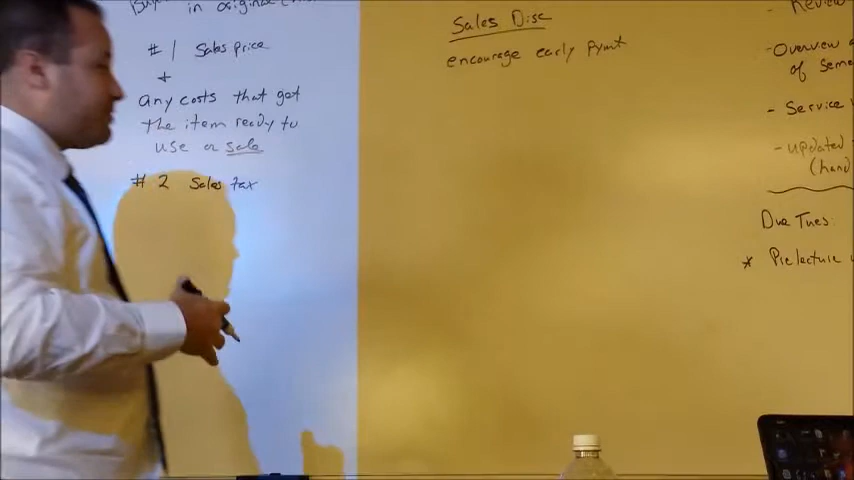 in original
#1 Sales price
+
any costs that get
the item ready to
use or sale
#2 Sales tax
Sales Disc
encourage early pymt
- Review
- Overview
of Seme
- Service
- updated
(hand
Due Tues:
* Prelecture